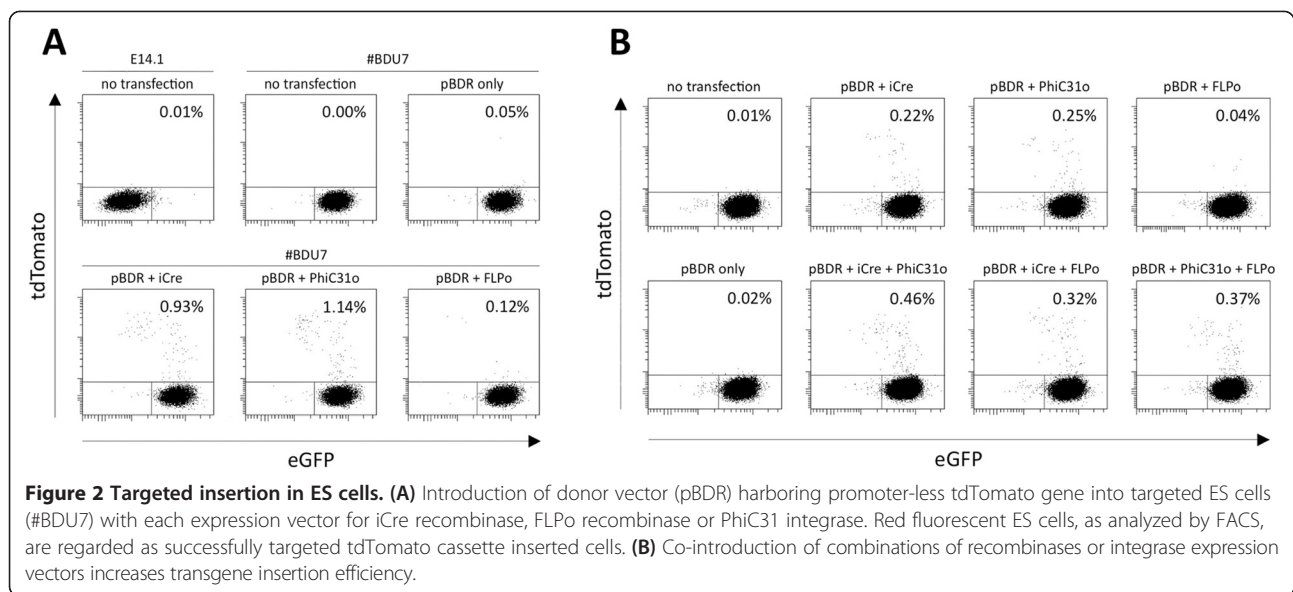 A
B
E14.1
#BDU7
no transfection
no transfection
pBDR only
0.01%
0.00%
0.05%
#BDU7
pBDR + iCre
pBDR + PhiC31o
pBDR + FLPo
0.93%
1.14%
0.12%
tdTomato
eGFP
no transfection
pBDR + iCre
pBDR + PhiC31o
pBDR + FLPo
0.01%
0.22%
0.25%
0.04%
pBDR only
pBDR + iCre + PhiC31o
pBDR + iCre + FLPo
pBDR + PhiC31o + FLPo
0.02%
0.46%
0.32%
0.37%
tdTomato
eGFP
Figure 2 Targeted insertion in ES cells. (A) Introduction of donor vector (pBDR) harboring promoter-less tdTomato gene into targeted ES cells
(#BDU7) with each expression vector for iCre recombinase, FLPo recombinase or PhiC31 integrase. Red fluorescent ES cells, as analyzed by FACS,
are regarded as successfully targeted tdTomato cassette inserted cells. (B) Co-introduction of combinations of recombinases or integrase expression
vectors increases transgene insertion efficiency.